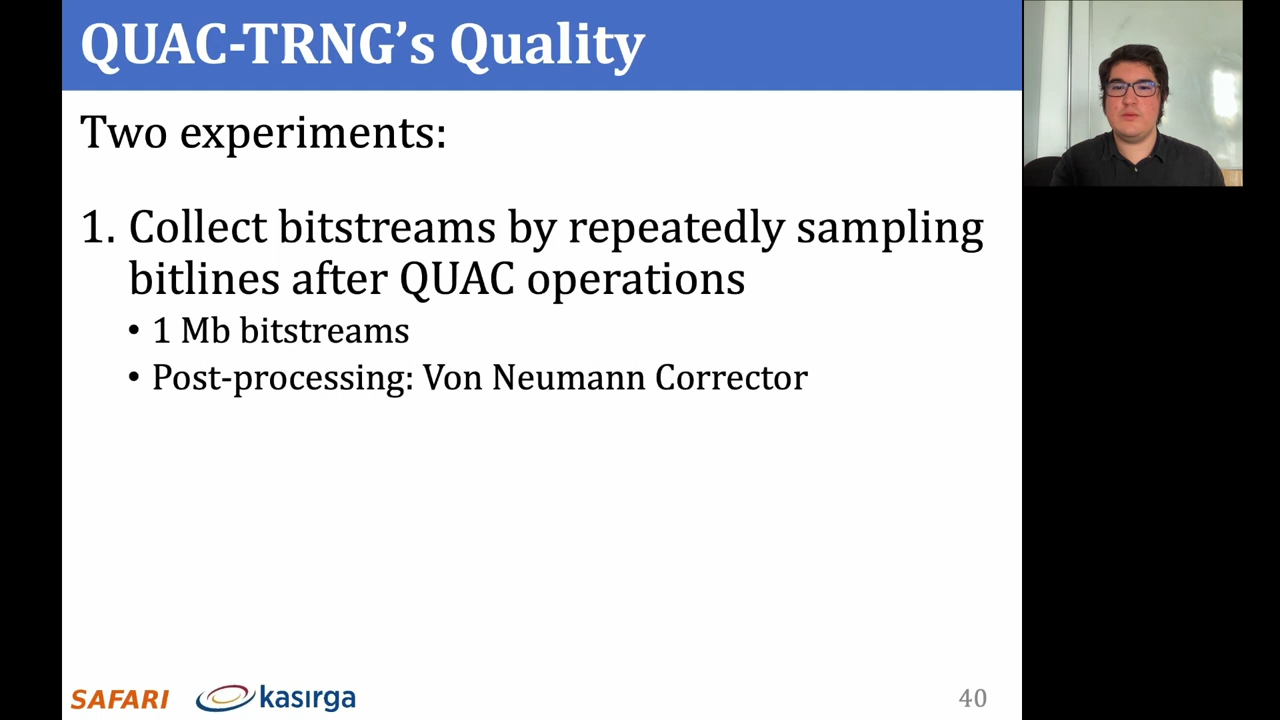 QUAC-TRNG’s Quality
Two experiments:
1. Collect bitstreams by repeatedly sampling
bitlines after QUAC operations
• 1 Mb bitstreams
• Post-processing: Von Neumann Corrector
SAFARI
kasırga
40